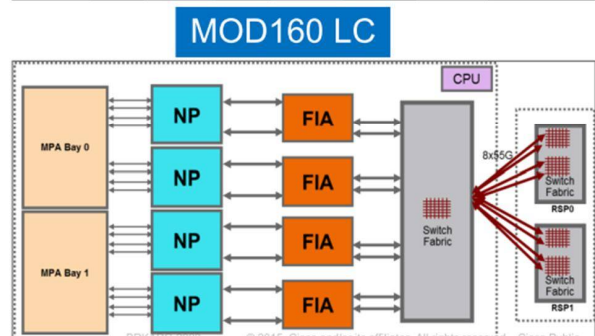 MOD160 LC
CPU
MPA Bay 0
NP
FIA
NP
FIA
8x55G
Switch
Fabric
RSP0
Switch
Fabric
MPA Bay 1
NP
FIA
NP
FIA
Switch
Fabric
RSP1